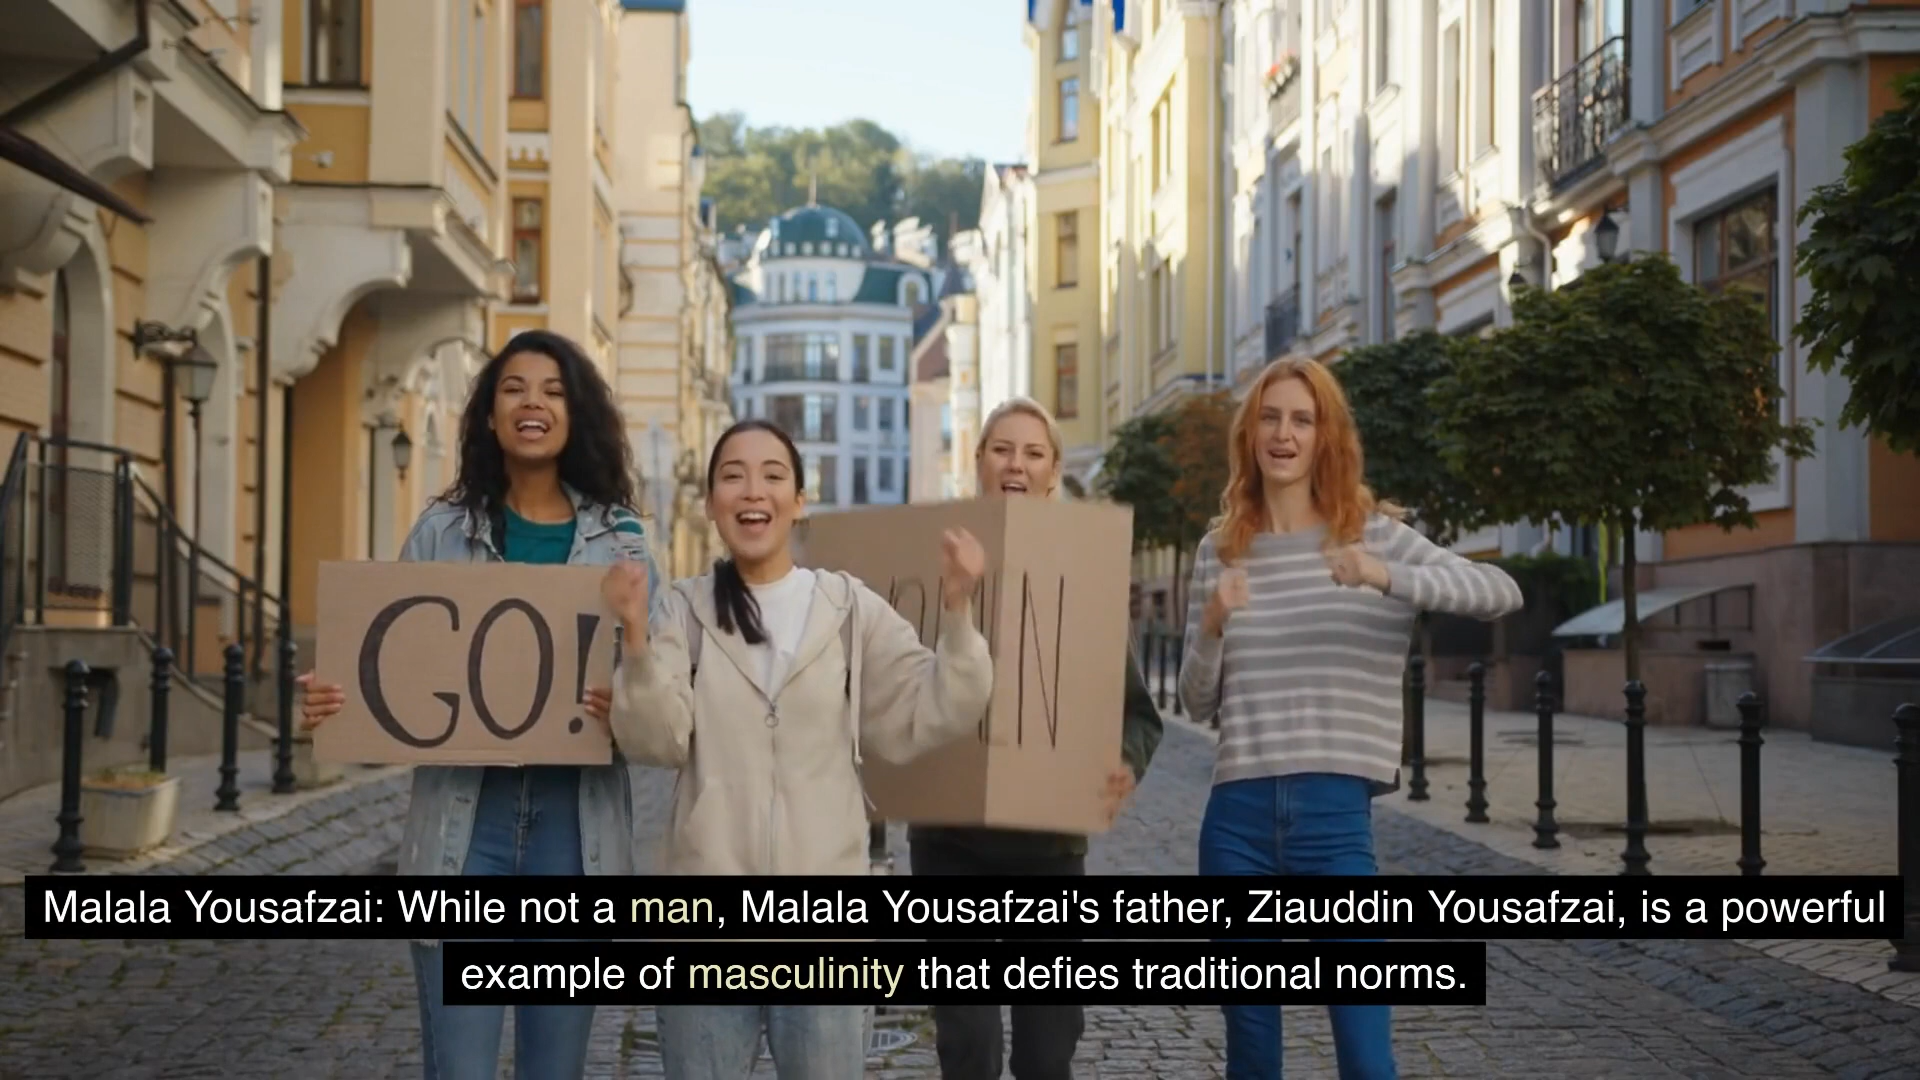 GO!
Malala Yousafzai: While not a man, Malala Yousafzai's father, Ziauddin Yousafzai, is a powerful
example of masculinity that defies traditional norms.